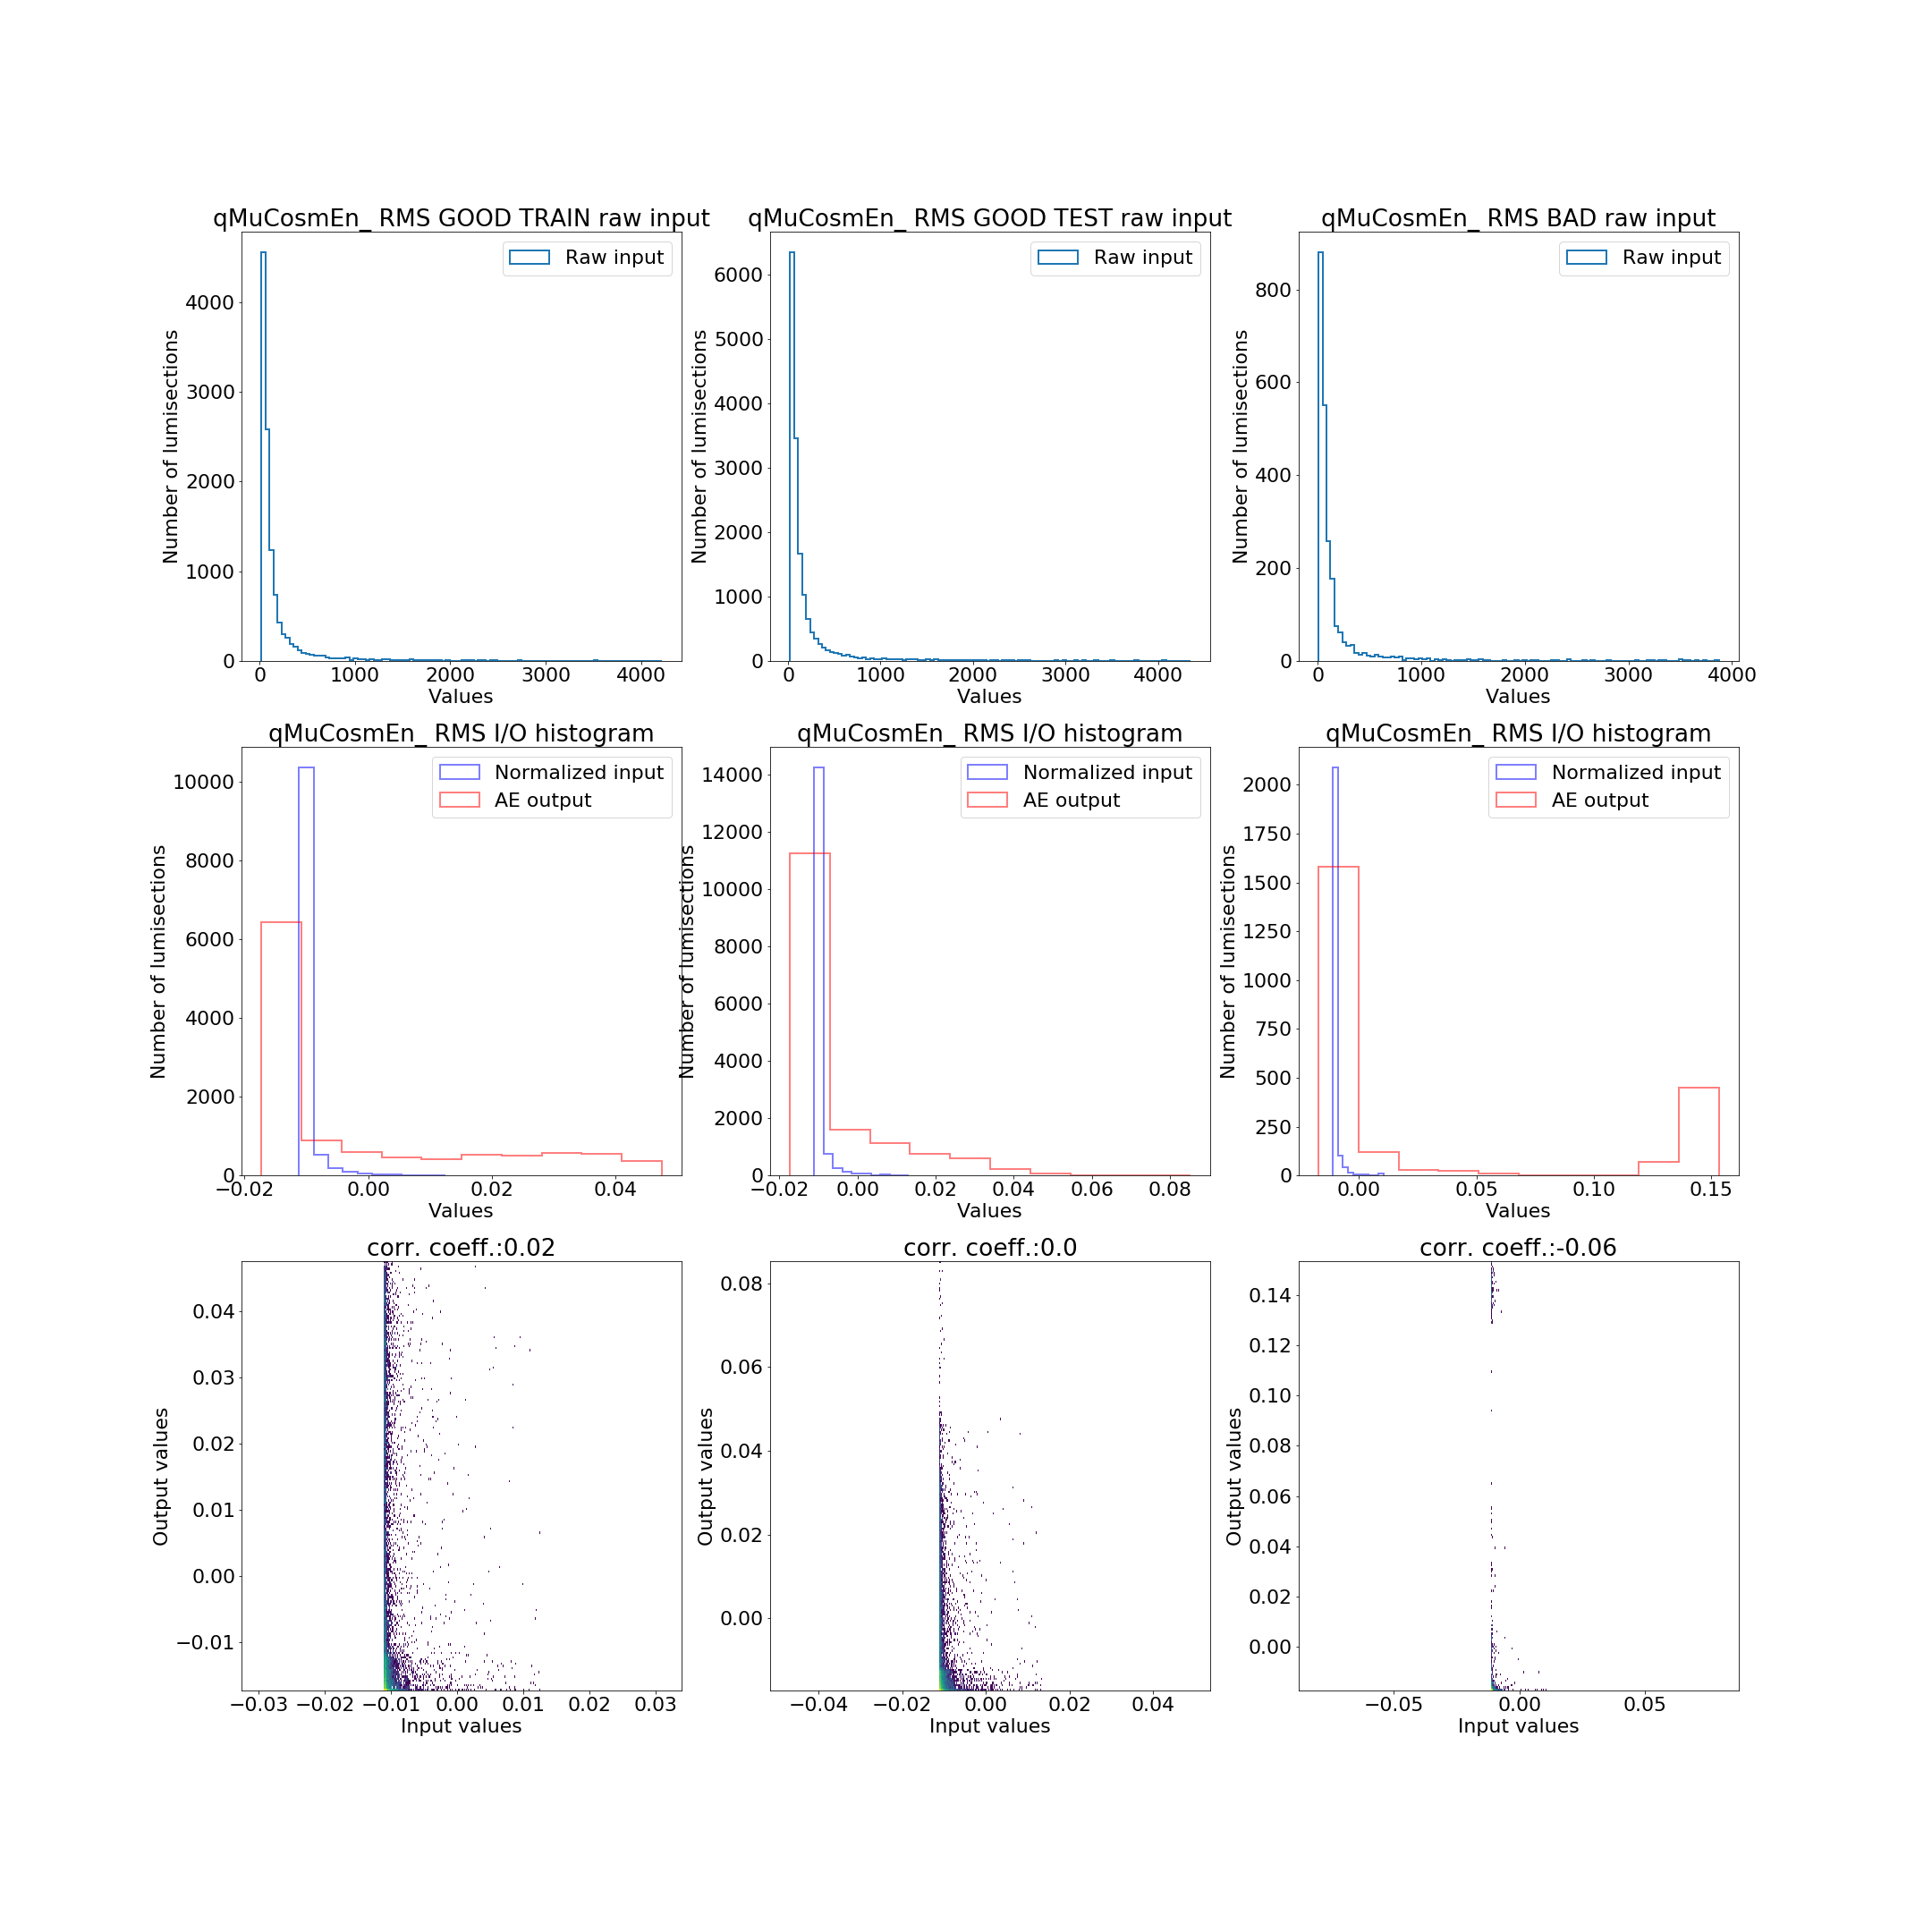 qMuCosmEn_ RMS GOOD TRAIN raw input
Raw input
Number of lumisections
4000
3000
2000
1000
0
0 1000 2000 3000 4000
Values
qMuCosmEn_ RMS GOOD TEST raw input
Raw input
Number of lumisections
6000
5000
4000
3000
2000
1000
0
0 1000 2000 3000 4000
Values
qMuCosmEn_ RMS BAD raw input
Raw input
Number of lumisections
800
600
400
200
0
0 1000 2000 3000 4000
Values
qMuCosmEn_ RMS I/O histogram
Normalized input
AE output
Number of lumisections
10000
8000
6000
4000
2000
0
−0.02 0.00 0.02 0.04
Values
qMuCosmEn_ RMS I/O histogram
Normalized input
AE output
Number of lumisections
14000
12000
10000
8000
6000
4000
2000
0
−0.02 0.00 0.02 0.04 0.06 0.08
Values
qMuCosmEn_ RMS I/O histogram
Normalized input
AE output
Number of lumisections
2000
1750
1500
1250
1000
750
500
250
0
0.00 0.05 0.10 0.15
Values
corr. coeff.:0.02
Output values
0.04
0.03
0.02
0.01
0.00
−0.01
−0.03 −0.02 −0.01 0.00 0.01 0.02 0.03
Input values
corr. coeff.:0.0
Output values
0.08
0.06
0.04
0.02
0.00
−0.04 −0.02 0.00 0.02 0.04
Input values
corr. coeff.:-0.06
Output values
0.14
0.12
0.10
0.08
0.06
0.04
0.02
0.00
−0.05 0.00 0.05
Input values